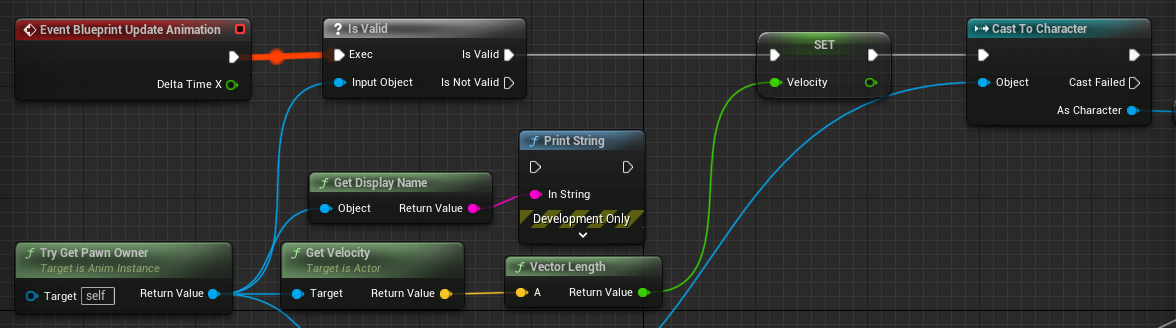 Event Blueprint Update Animation
Delta Time X
? Is Valid
Exec
Is Valid
Input Object
Is Not Valid
SET
Velocity
Cast To Character
Object
Cast Failed
As Character
f Print String
In String
Development Only
f Get Display Name
Object
Return Value
f Try Get Pawn Owner
Target is Anim Instance
Target self
Return Value
f Get Velocity
Target is Actor
Target
Return Value
f Vector Length
A
Return Value